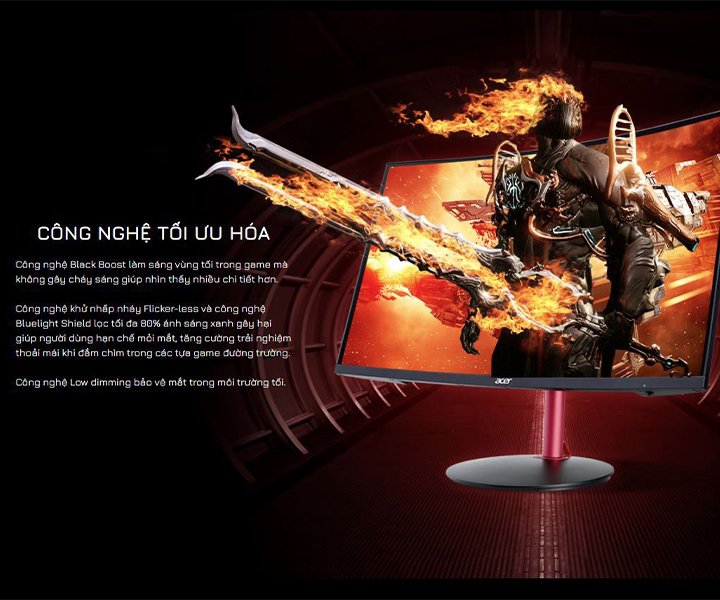 CÔNG NGHỆ TỐI ƯU HÓA
Công nghệ Black Boost làm sáng vùng tối trong game mà
không gây cháy sáng giúp nhìn thấy nhiều chi tiết hơn.
Công nghệ khử nhấp nháy Flicker-less và công nghệ
Bluelight Shield lọc tối đa 80% ánh sáng xanh gây hại
giúp người dùng hạn chế mỏi mắt, tăng cường trải nghiệm
thoải mái khi đắm chìm trong các tựa game đường trường.
Công nghệ Low dimming bảo vệ mắt trong môi trường tối.
acer